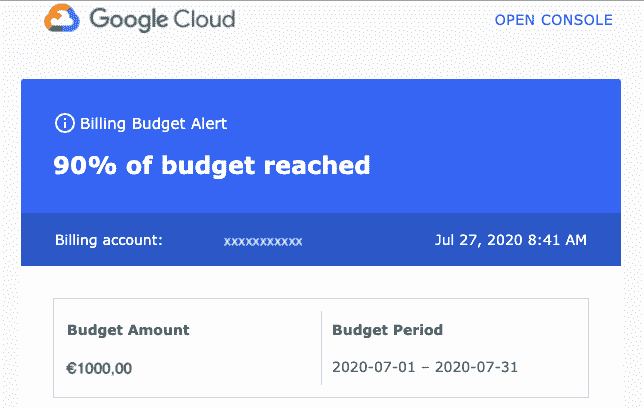 Google Cloud OPEN CONSOLE
Billing Budget Alert
90% of budget reached
Billing account: xxxxxxxxxxx Jul 27, 2020 8:41 AM
Budget Amount Budget Period
€1000,00 2020-07-01 – 2020-07-31